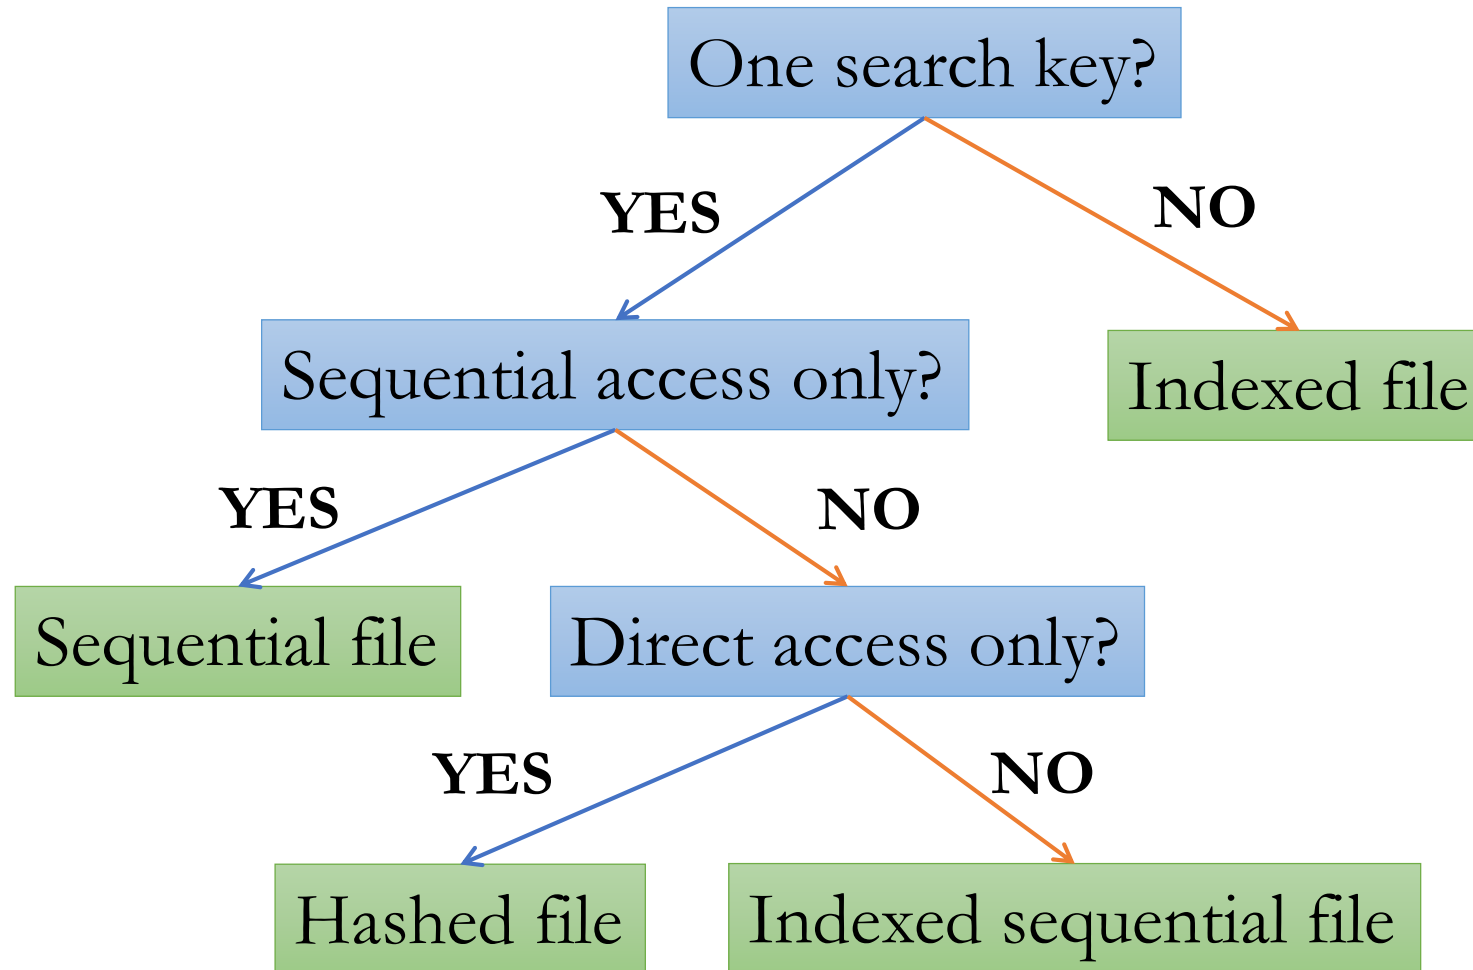 One search key?
YES
NO
Sequential access only?
Indexed file
YES
NO
Sequential file
Direct access only?
YES
NO
Hashed file
Indexed sequential file